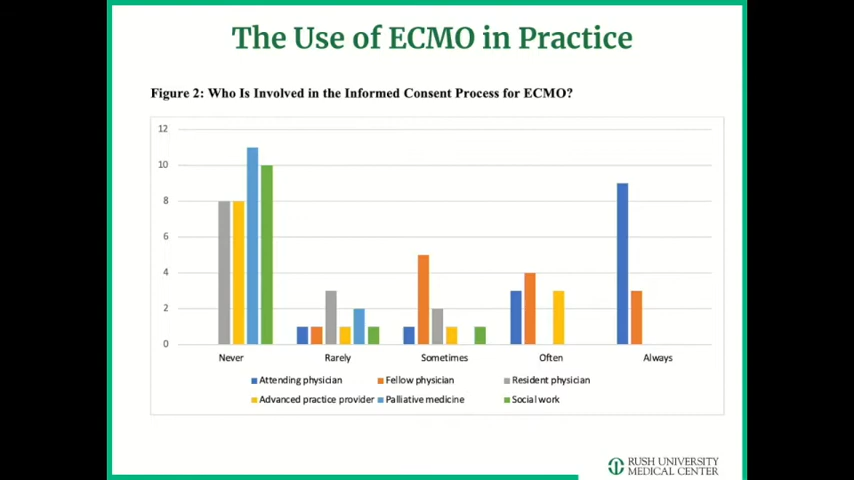 The Use of ECMO in Practice
Figure 2: Who Is Involved in the Informed Consent Process for ECMO?
12
10
8
6
4
2
0
Never Rarely Sometimes Often Always
Attending physician Fellow physician Resident physician
Advanced practice provider Palliative medicine Social work
RUSH UNIVERSITY
MEDICAL CENTER